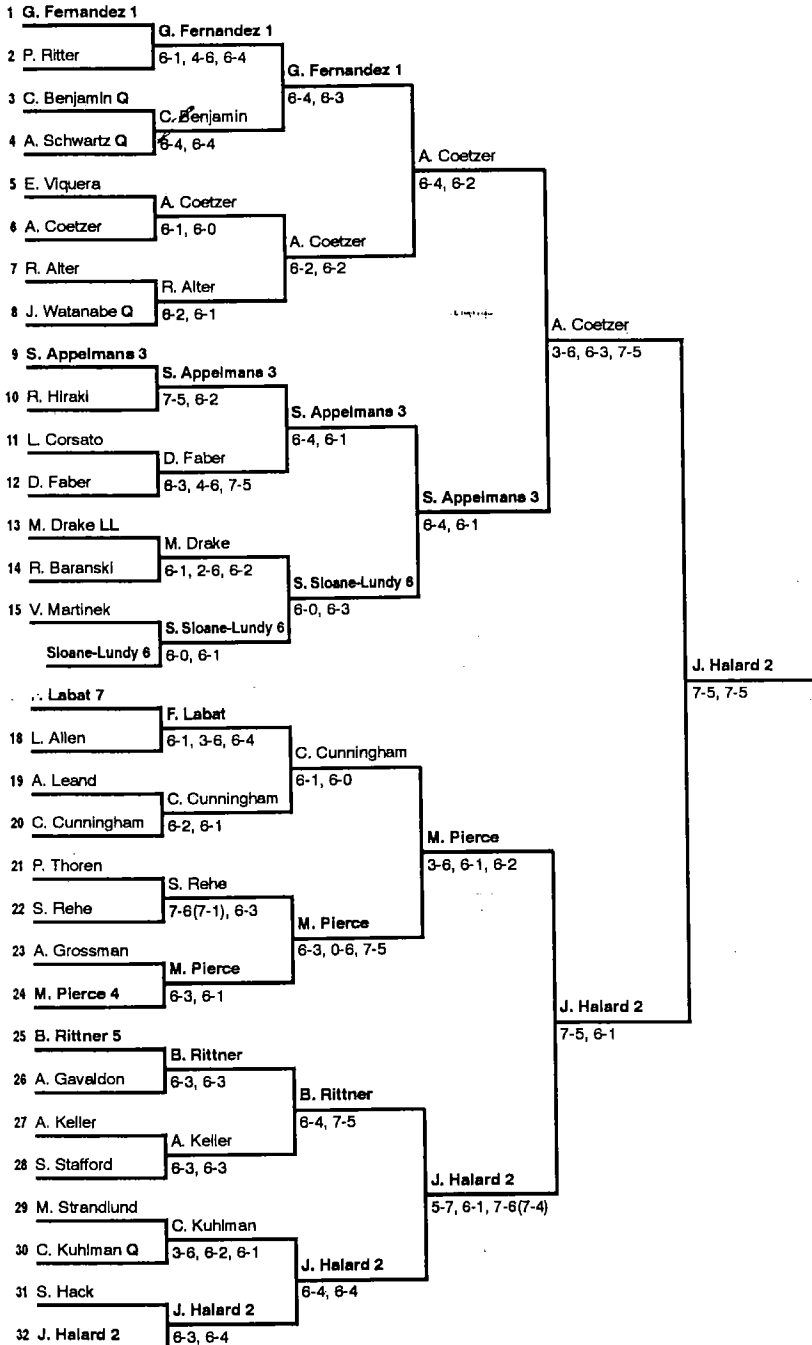 1 G. Fernandez 1
G. Fernandez 1
2 P. Ritter
6-1, 4-6, 6-4
G. Fernandez 1
3 C. Benjamin Q
6-4, 6-3
C. Benjamin
4 A. Schwartz Q
6-4, 6-4
A. Coetzer
5 E. Viquera
6-4, 6-2
A. Coetzer
6 A. Coetzer
6-1, 6-0
A. Coetzer
7 R. Alter
6-2, 6-2
R. Alter
8 J. Watanabe Q
6-2, 6-1
A. Coetzer
9 S. Appelmans 3
3-6, 6-3, 7-5
S. Appelmans 3
10 R. Hiraki
7-5, 6-2
S. Appelmans 3
11 L. Corsato
6-4, 6-1
D. Faber
12 D. Faber
6-3, 4-6, 7-5
S. Appelmans 3
13 M. Drake LL
6-4, 6-1
M. Drake
14 R. Baranski
6-1, 2-6, 6-2
S. Sloane-Lundy 6
15 V. Martinek
6-0, 6-3
S. Sloane-Lundy 6
Sloane-Lundy 6
6-0, 6-1
J. Halard 2
7-5, 7-5
Labat 7
F. Labat
18 L. Allen
6-1, 3-6, 6-4
C. Cunningham
19 A. Leand
6-1, 6-0
C. Cunningham
20 C. Cunningham
6-2, 6-1
M. Pierce
21 P. Thoren
3-6, 6-1, 6-2
S. Rehe
22 S. Rehe
7-6(7-1), 6-3
M. Pierce
23 A. Grossman
6-3, 0-6, 7-5
M. Pierce
24 M. Pierce 4
6-3, 6-1
J. Halard 2
25 B. Rittner 5
7-5, 6-1
B. Rittner
26 A. Gavaldon
6-3, 6-3
B. Rittner
27 A. Keller
6-4, 7-5
A. Keller
28 S. Stafford
6-3, 6-3
J. Halard 2
29 M. Strandlund
5-7, 6-1, 7-6(7-4)
C. Kuhlman
30 C. Kuhlman Q
3-6, 6-2, 6-1
J. Halard 2
31 S. Hack
6-4, 6-4
J. Halard 2
32 J. Halard 2
6-3, 6-4